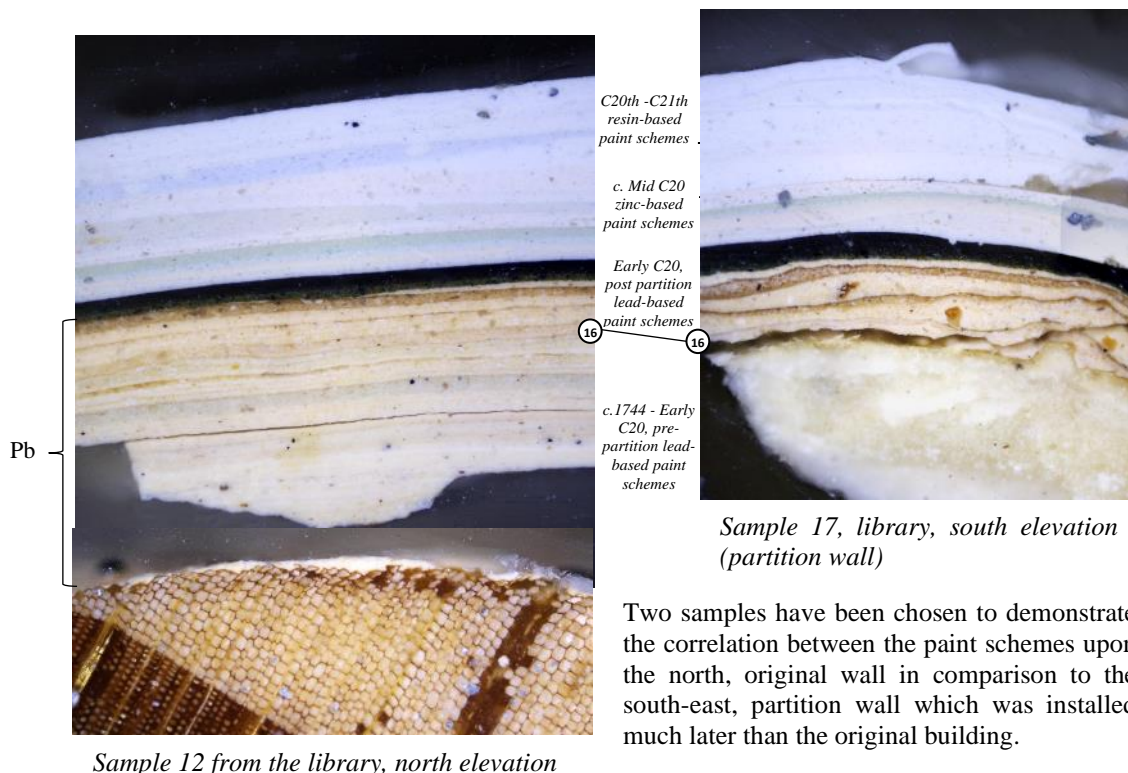 C20th -C21th
resin-based
paint schemes
c. Mid C20
zinc-based
paint schemes
Early C20,
post partition
lead-based
paint schemes
16
16
c.1744 - Early
C20, pre-
partition lead-
based paint
schemes
Pb
Sample 17, library, south elevation
(partition wall)
Two samples have been chosen to demonstrate
the correlation between the paint schemes upon
the north, original wall in comparison to the
south-east, partition wall which was installed
much later than the original building.
Sample 12 from the library, north elevation